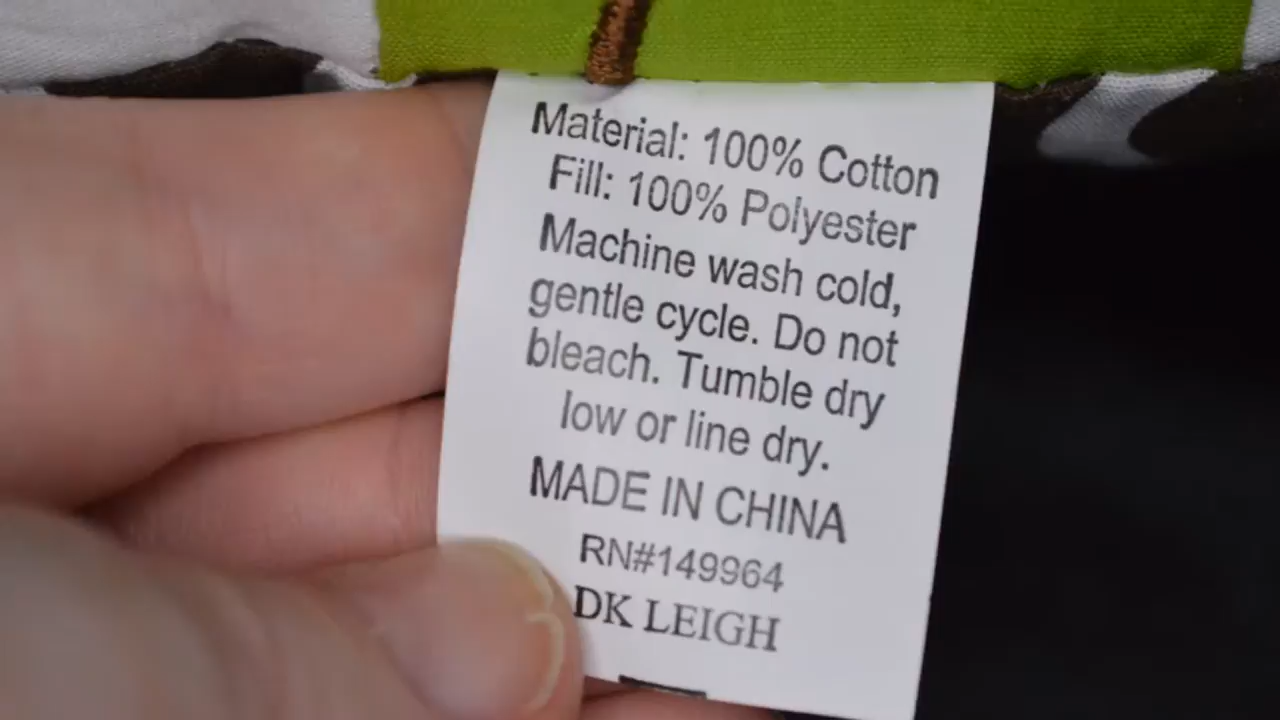 Material: 100% Cotton
Fill: 100% Polyester
Machine wash cold,
gentle cycle. Do not
bleach. Tumble dry
low or line dry.
MADE IN CHINA
RN#149964
DK LEIGH